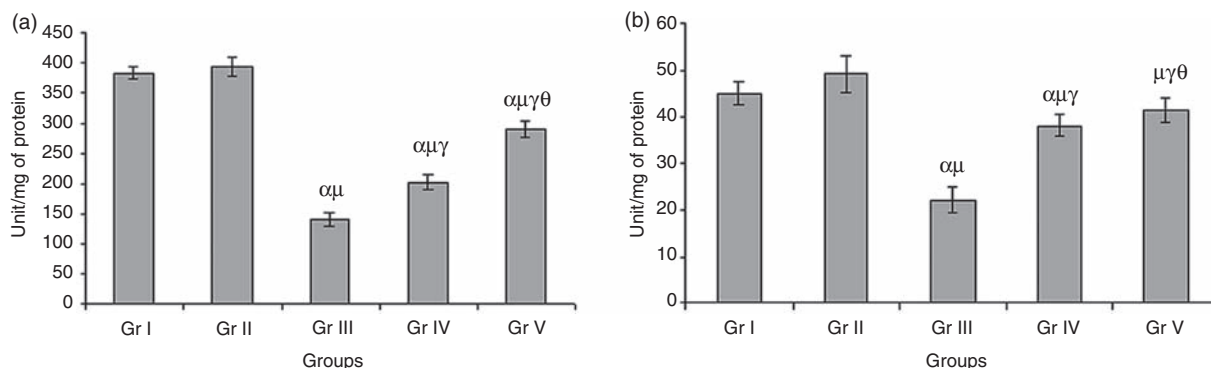 (a)
Unit/mg of protein
450
400
350
300
250
200
150
100
50
0
αμ
αμγ
αμγθ
Gr I Gr II Gr III Gr IV Gr V
Groups
(b)
Unit/mg of protein
60
50
40
30
20
10
0
αμ
αμγ
μγθ
Gr I Gr II Gr III Gr IV Gr V
Groups